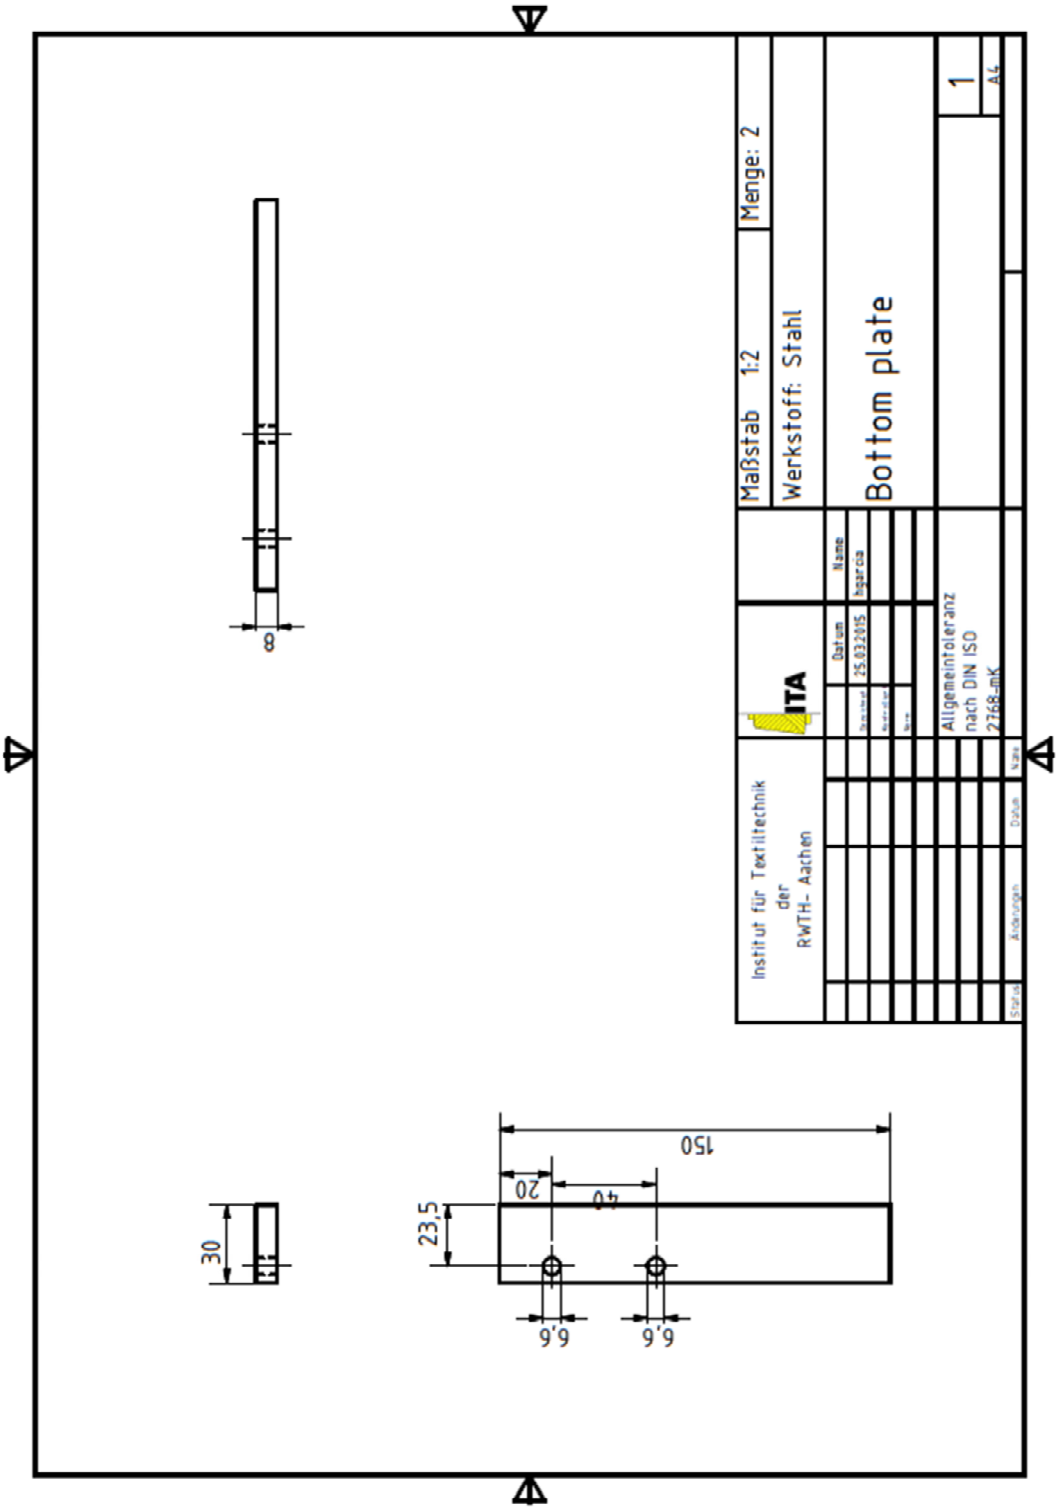 8
30
23,5
20
40
150
6,6
6,6
Institut für Textiltechnik
der
RWTH- Aachen
ITA
Maßstab 1:2
Menge: 2
Werkstoff: Stahl
Datum Name
25.03.2015 hgarcia
Bottom plate
Allgemeintoleranz
nach DIN ISO
2768-mK
1
A4
Status Änderungen Datum Name